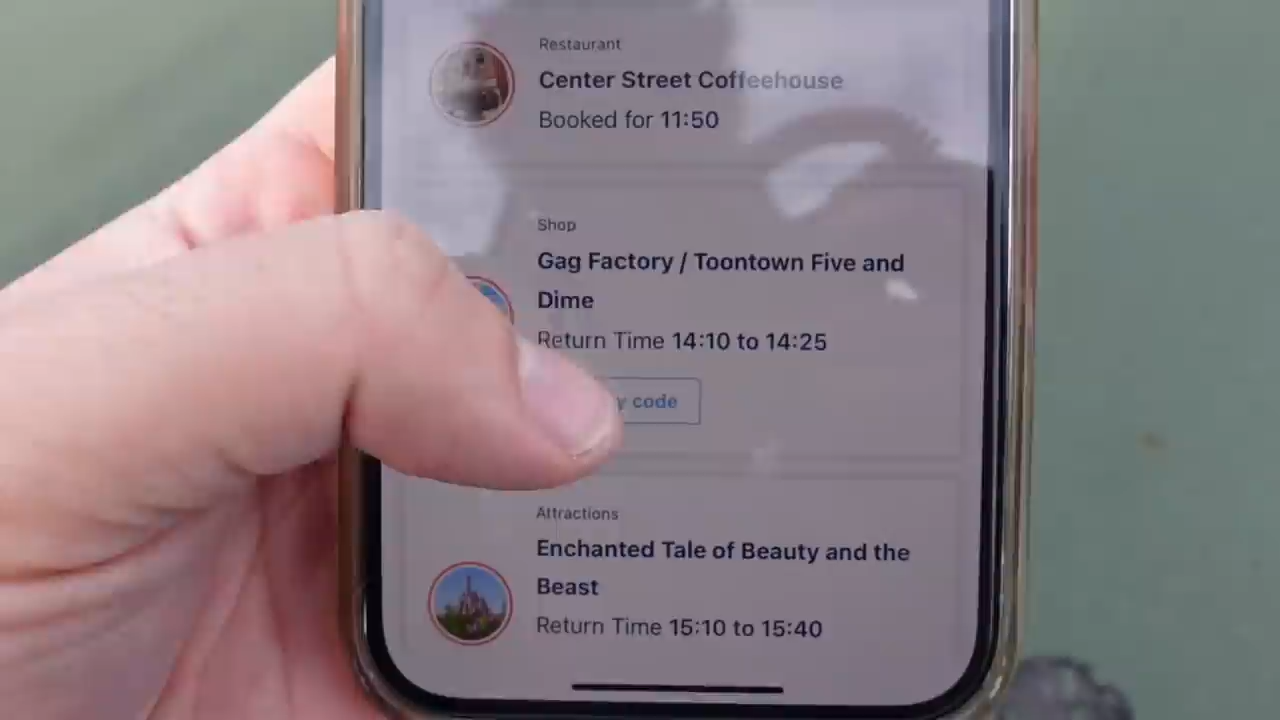 Restaurant
Center Street Coffeehouse
Booked for 11:50
Shop
Gag Factory / Toontown Five and
Dime
Return Time 14:10 to 14:25
code
Attractions
Enchanted Tale of Beauty and the
Beast
Return Time 15:10 to 15:40